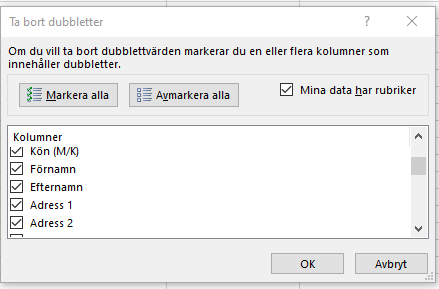 Ta bort dubbletter
Om du vill ta bort dubblettvärden markerar du en eller flera kolumner som
innehåller dubbletter.
Markera alla
Avmarkera alla
Mina data har rubriker
Kolumner
Kön (M/K)
Förnamn
Efternamn
Adress 1
Adress 2
OK
Avbryt